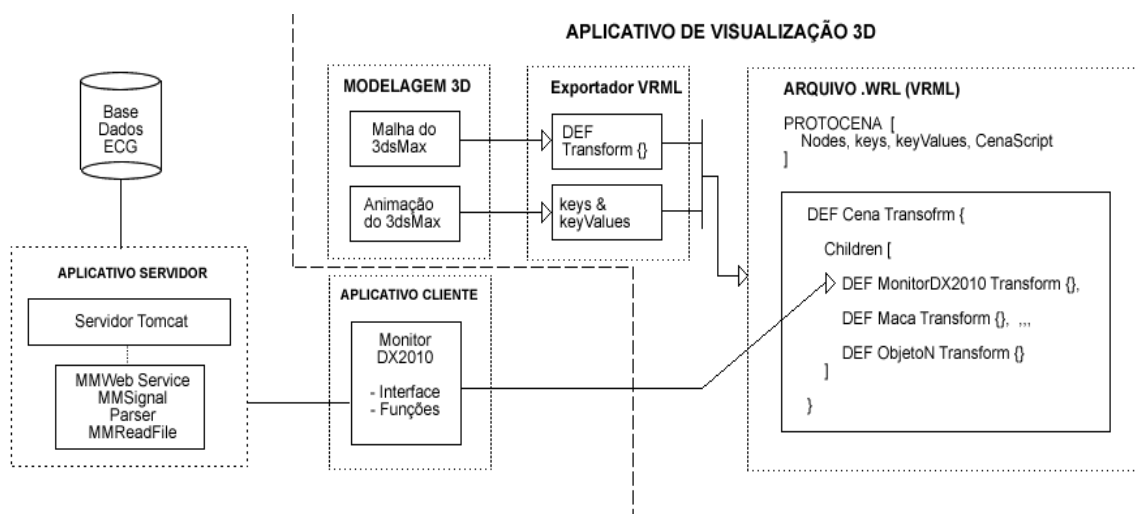 APLICATIVO DE VISUALIZAÇÃO 3D
Base
Dados
ECG
MODELAGEM 3D
Malha do
3dsMax
Animação
do 3dsMax
Exportador VRML
DEF
Transform {}
keys &
keyValues
ARQUIVO .WRL (VRML)
PROTOCENA [
Nodes, keys, keyValues, CenaScript
]
DEF Cena Transofrm {
Children [
DEF MonitorDX2010 Transform {},
DEF Maca Transform {}, ,,,
DEF ObjetoN Transform {}
]
}
APLICATIVO SERVIDOR
Servidor Tomcat
MMWeb Service
MMSignal
Parser
MMReadFile
APLICATIVO CLIENTE
Monitor
DX2010
- Interface
- Funções